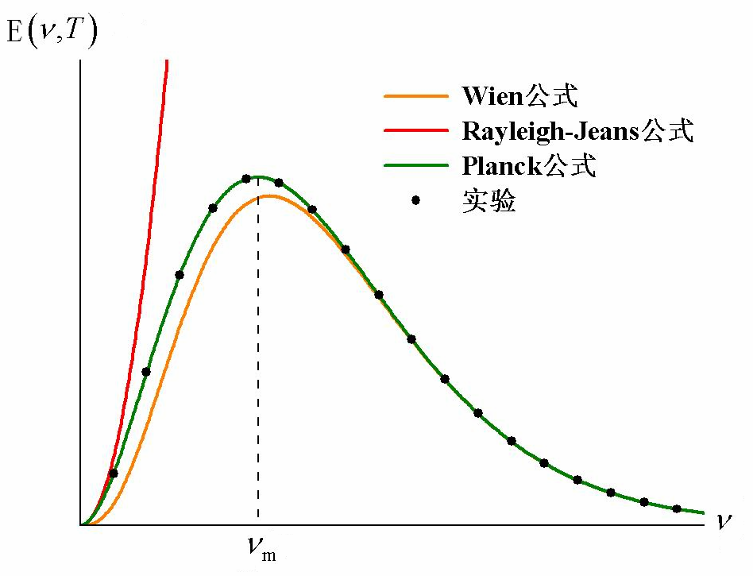 E(ν,T)
Wien公式
Rayleigh-Jeans公式
Planck公式
实验
ν
νm